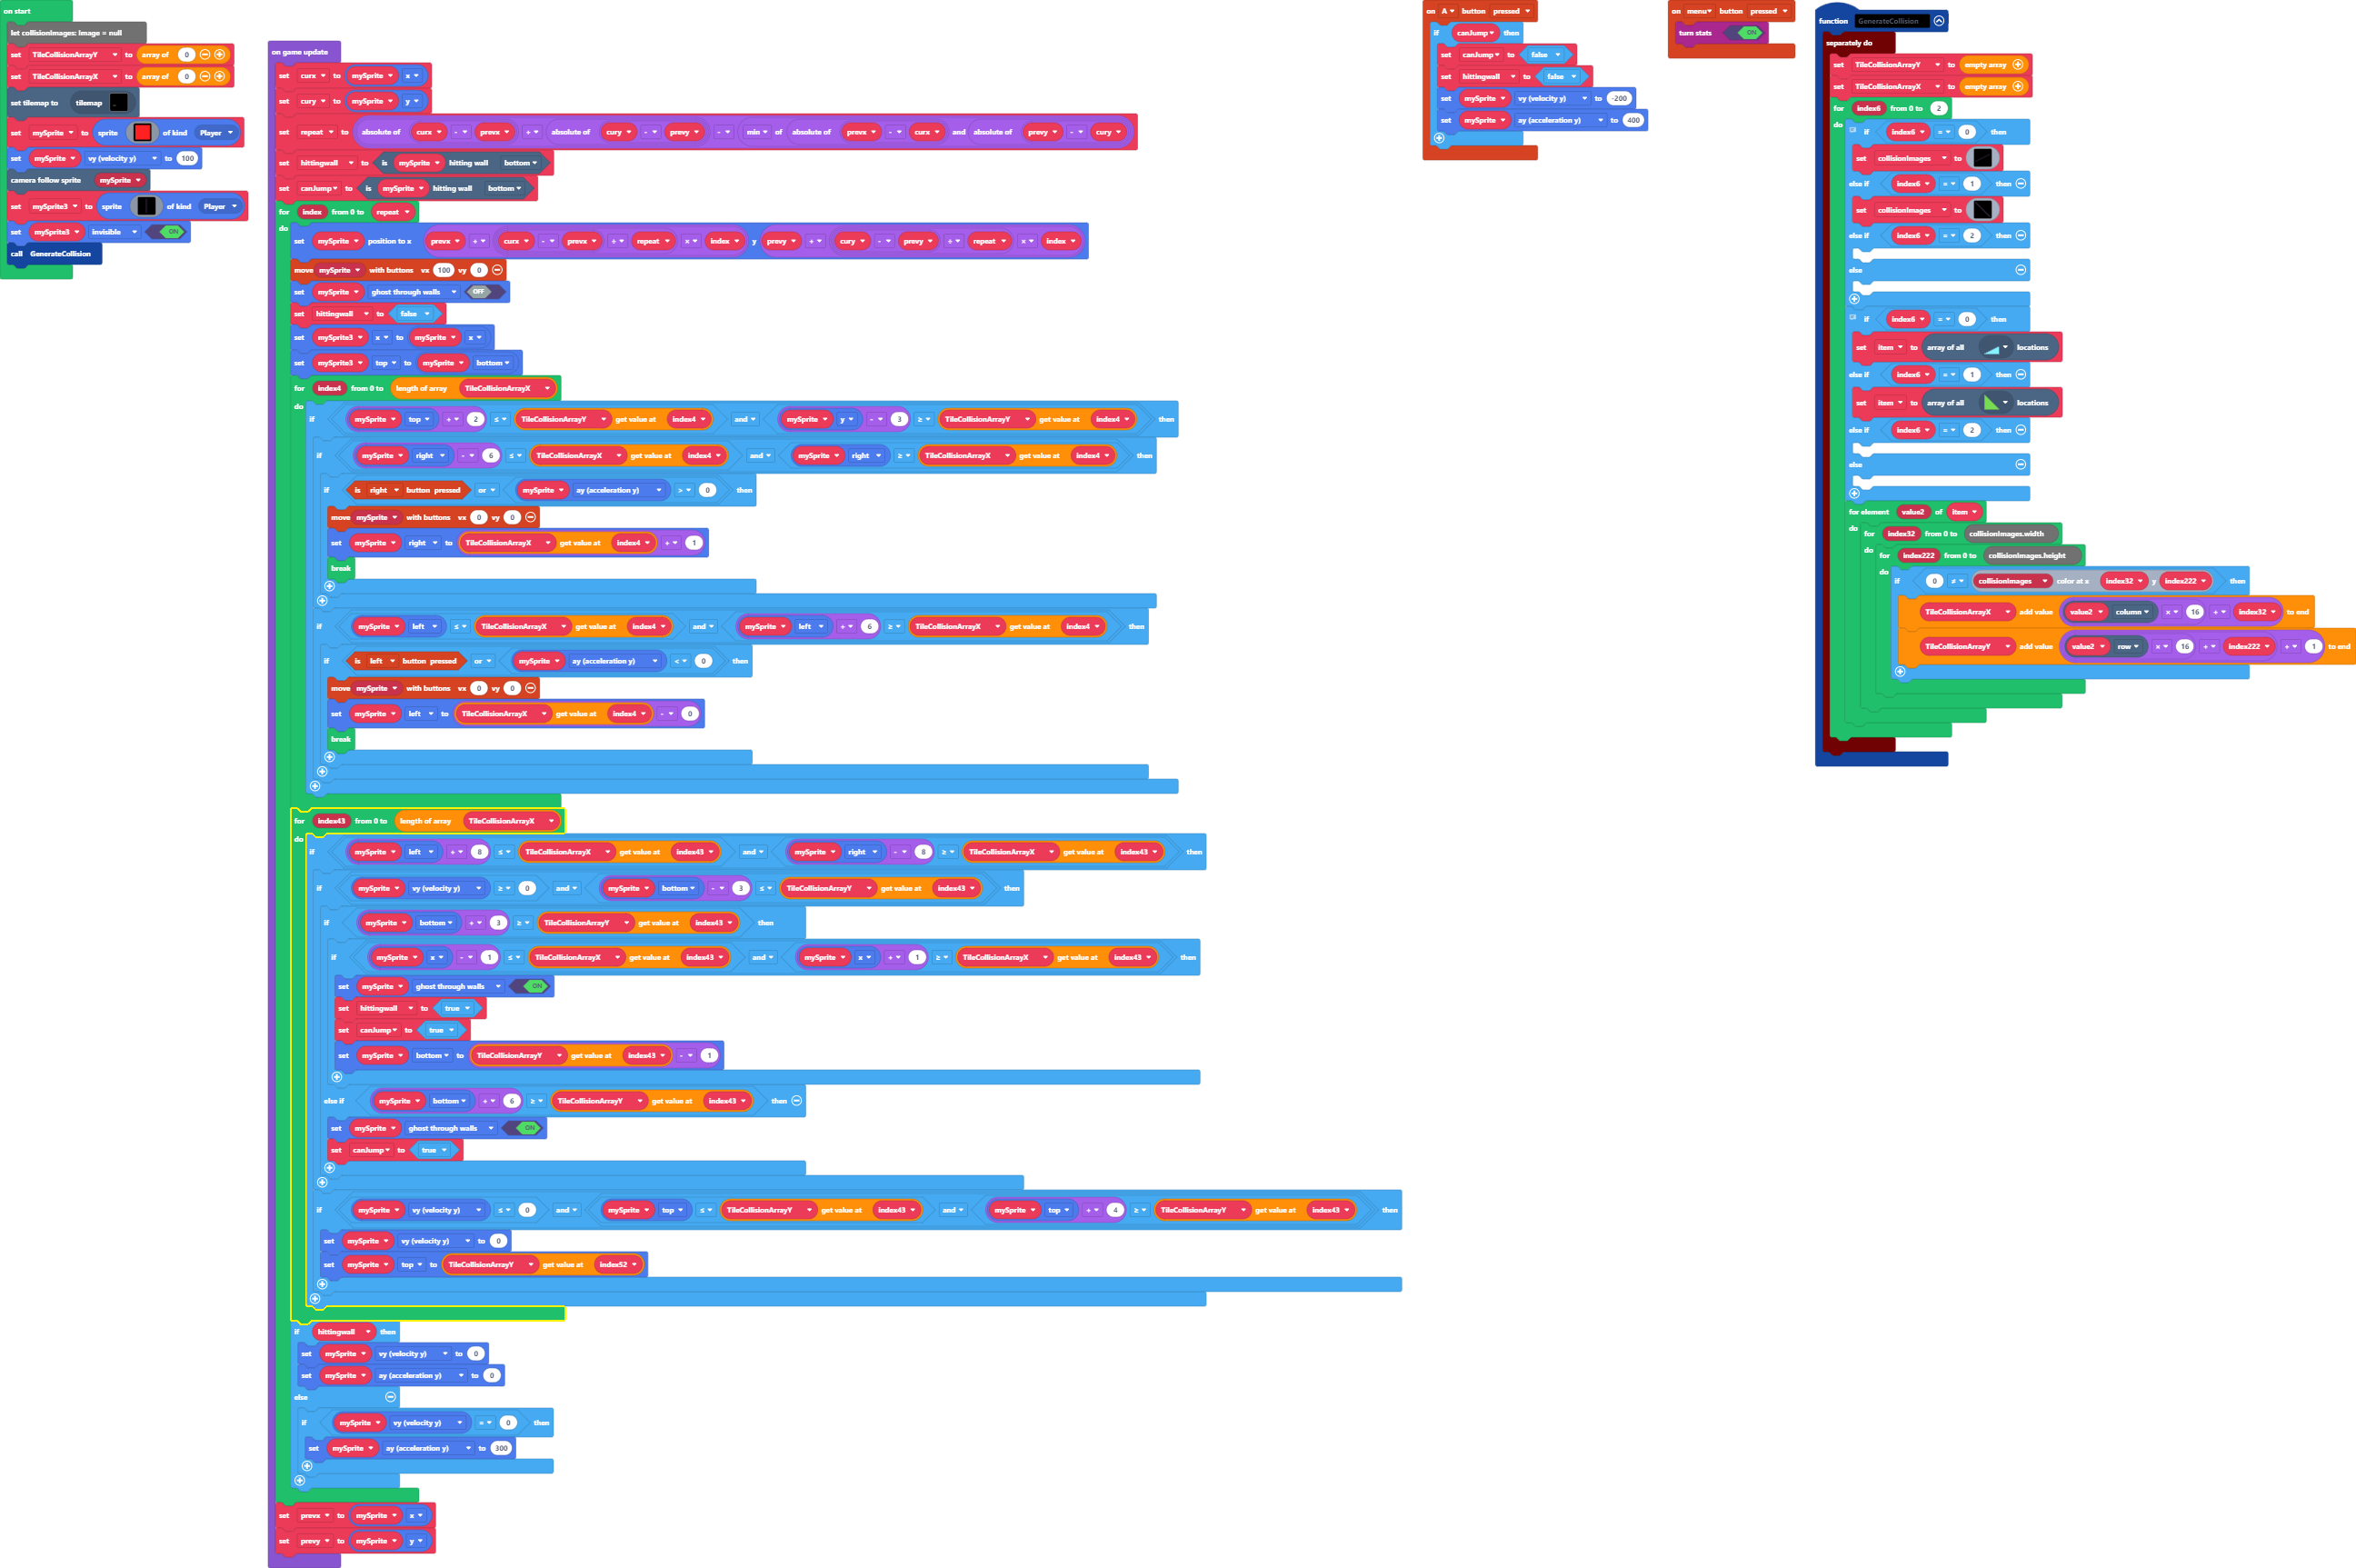 on start
let collisionImages: Image = null
set TileCollisionArrayY to array of 0
set TileCollisionArrayX to array of 0
set tilemap to tilemap
set mySprite to sprite of kind Player
set mySprite vy (velocity y) to 100
camera follow sprite mySprite
set mySprite3 to sprite of kind Player
set mySprite3 invisible ON
call GenerateCollision
on game update
set curx to mySprite x
set cury to mySprite y
set repeat to absolute of curx - prevx + absolute of cury - prevy - min of absolute of prevx - curx and absolute of prevy - cury
set hittingwall to is mySprite hitting wall bottom
set canJump to is mySprite hitting wall bottom
for index from 0 to repeat
do
set mySprite position to x prevx + curx - prevx ÷ repeat × index y prevy + cury - prevy ÷ repeat × index
move mySprite with buttons vx 100 vy 0
set mySprite ghost through walls OFF
set hittingwall to false
set mySprite3 x to mySprite x
set mySprite3 top to mySprite bottom
for index4 from 0 to length of array TileCollisionArrayX
do
if mySprite top + 2 ≤ TileCollisionArrayY get value at index4 and mySprite y - 3 ≥ TileCollisionArrayY get value at index4 then
if mySprite right - 6 ≤ TileCollisionArrayX get value at index4 and mySprite right ≥ TileCollisionArrayX get value at index4 then
if is right button pressed or mySprite ay (acceleration y) > 0 then
move mySprite with buttons vx 0 vy 0
set mySprite right to TileCollisionArrayX get value at index4 + 1
break
if mySprite left ≤ TileCollisionArrayX get value at index4 and mySprite left + 6 ≥ TileCollisionArrayX get value at index4 then
if is left button pressed or mySprite ay (acceleration y) < 0 then
move mySprite with buttons vx 0 vy 0
set mySprite left to TileCollisionArrayX get value at index4 - 0
break
for index43 from 0 to length of array TileCollisionArrayX
do
if mySprite left + 8 ≤ TileCollisionArrayX get value at index43 and mySprite right - 8 ≥ TileCollisionArrayX get value at index43 then
if mySprite vy (velocity y) ≥ 0 and mySprite bottom - 3 ≤ TileCollisionArrayY get value at index43 then
if mySprite bottom + 3 ≥ TileCollisionArrayY get value at index43 then
if mySprite x - 1 ≤ TileCollisionArrayX get value at index43 and mySprite x + 1 ≥ TileCollisionArrayX get value at index43 then
set mySprite ghost through walls ON
set hittingwall to true
set canJump to true
set mySprite bottom to TileCollisionArrayY get value at index43 - 1
else if mySprite bottom + 6 ≥ TileCollisionArrayY get value at index43 then
set mySprite ghost through walls ON
set canJump to true
if mySprite vy (velocity y) ≤ 0 and mySprite top ≤ TileCollisionArrayY get value at index43 and mySprite top + 4 ≥ TileCollisionArrayY get value at index43 then
set mySprite vy (velocity y) to 0
set mySprite top to TileCollisionArrayY get value at index52
if hittingwall then
set mySprite vy (velocity y) to 0
set mySprite ay (acceleration y) to 0
else
if mySprite vy (velocity y) = 0 then
set mySprite ay (acceleration y) to 300
set prevx to mySprite x
set prevy to mySprite y
on A button pressed
if canJump then
set canJump to false
set hittingwall to false
set mySprite vy (velocity y) to -200
set mySprite ay (acceleration y) to 400
on menu button pressed
turn stats ON
function GenerateCollision
separately do
set TileCollisionArrayY to empty array
set TileCollisionArrayX to empty array
for index6 from 0 to 2
do
if index6 = 0 then
set collisionImages to
else if index6 = 1 then
set collisionImages to
else if index6 = 2 then
else
if index6 = 0 then
set item to array of all locations
else if index6 = 1 then
set item to array of all locations
else if index6 = 2 then
else
for element value2 of item
do
for index32 from 0 to collisionImages.width
do
for index222 from 0 to collisionImages.height
do
if 0 ≠ collisionImages color at x index32 y index222 then
TileCollisionArrayX add value value2 column × 16 + index32 to end
TileCollisionArrayY add value value2 row × 16 + index222 + 1 to end